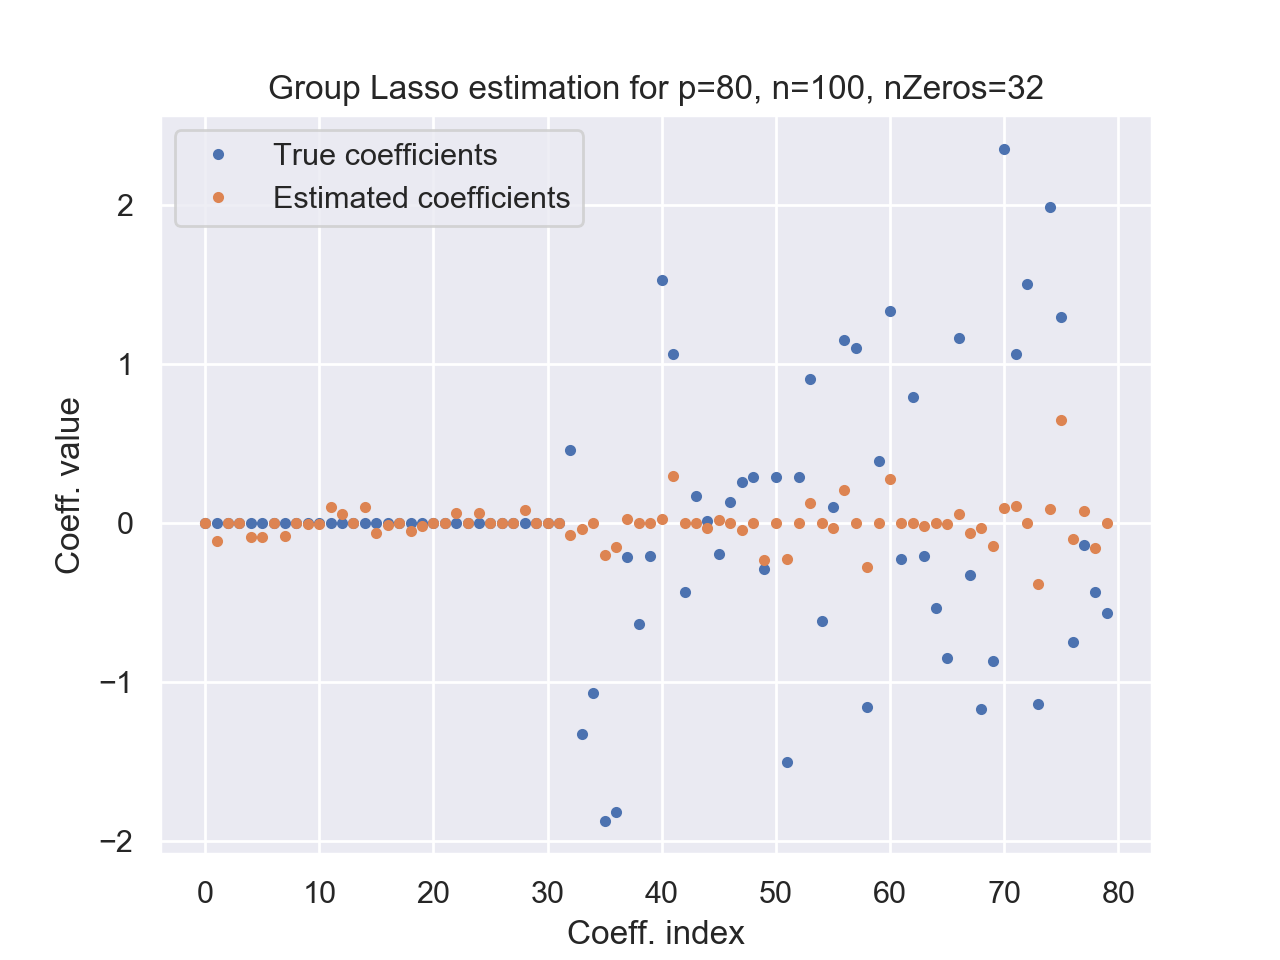 Group Lasso estimation for p=80, n=100, nZeros=32
True coefficients
Estimated coefficients
Coeff. value
2
1
0
−1
−2
0 10 20 30 40 50 60 70 80
Coeff. index